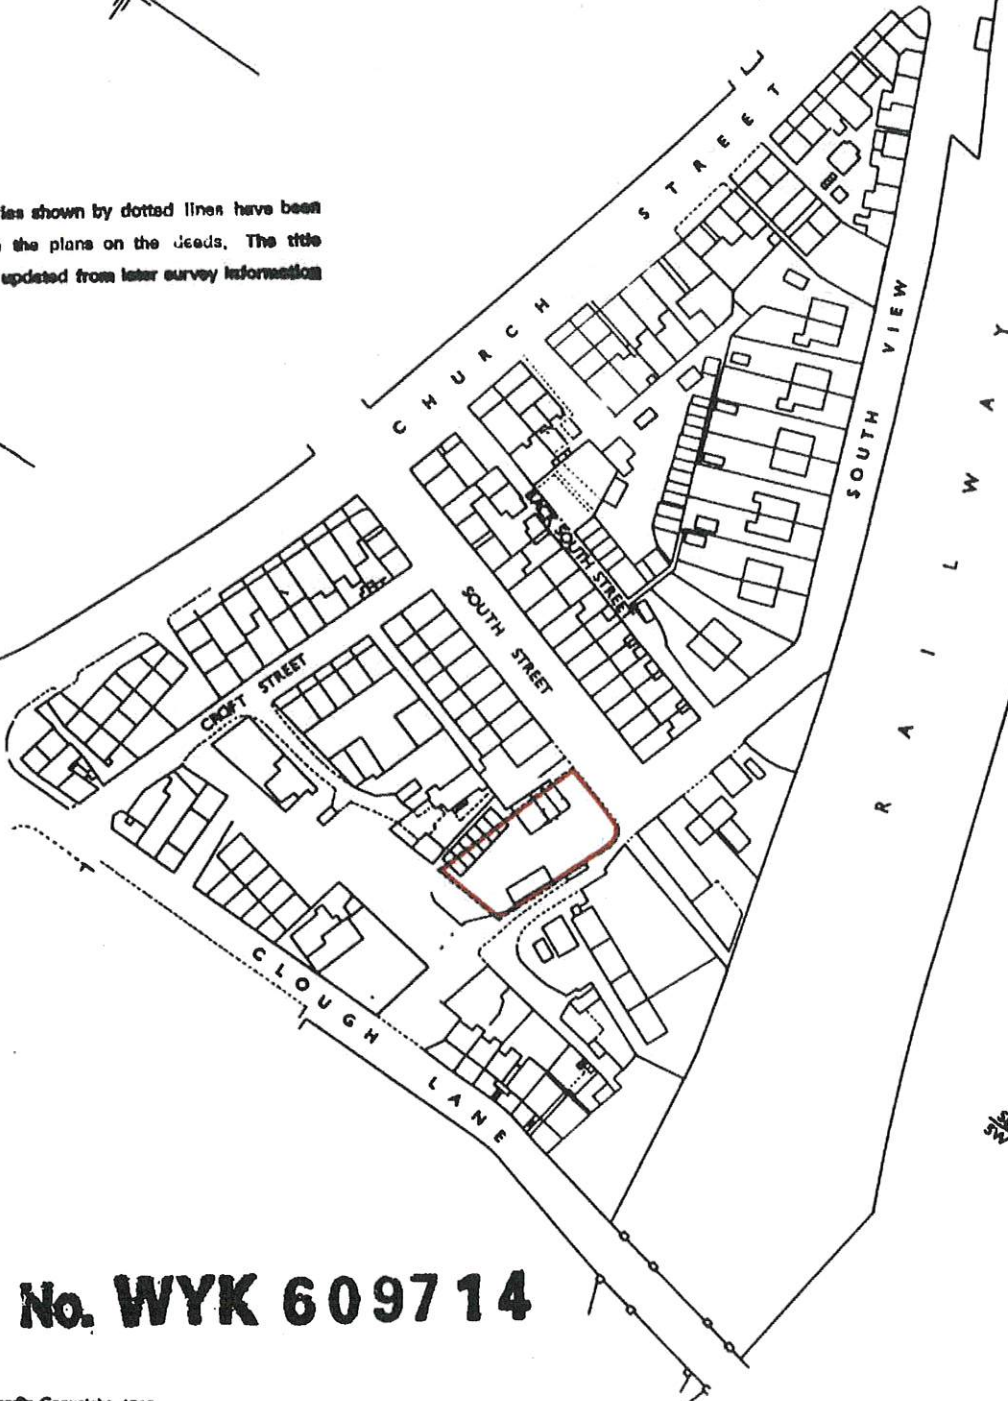 ies shown by dotted lines have been
the plans on the deeds. The title
updated from later survey information
CHURCH STREET
SOUTH VIEW
RAILWAY
BACK SOUTH STREET
SOUTH STREET
CROFT STREET
CLOUGH LANE
No. WYK 609714